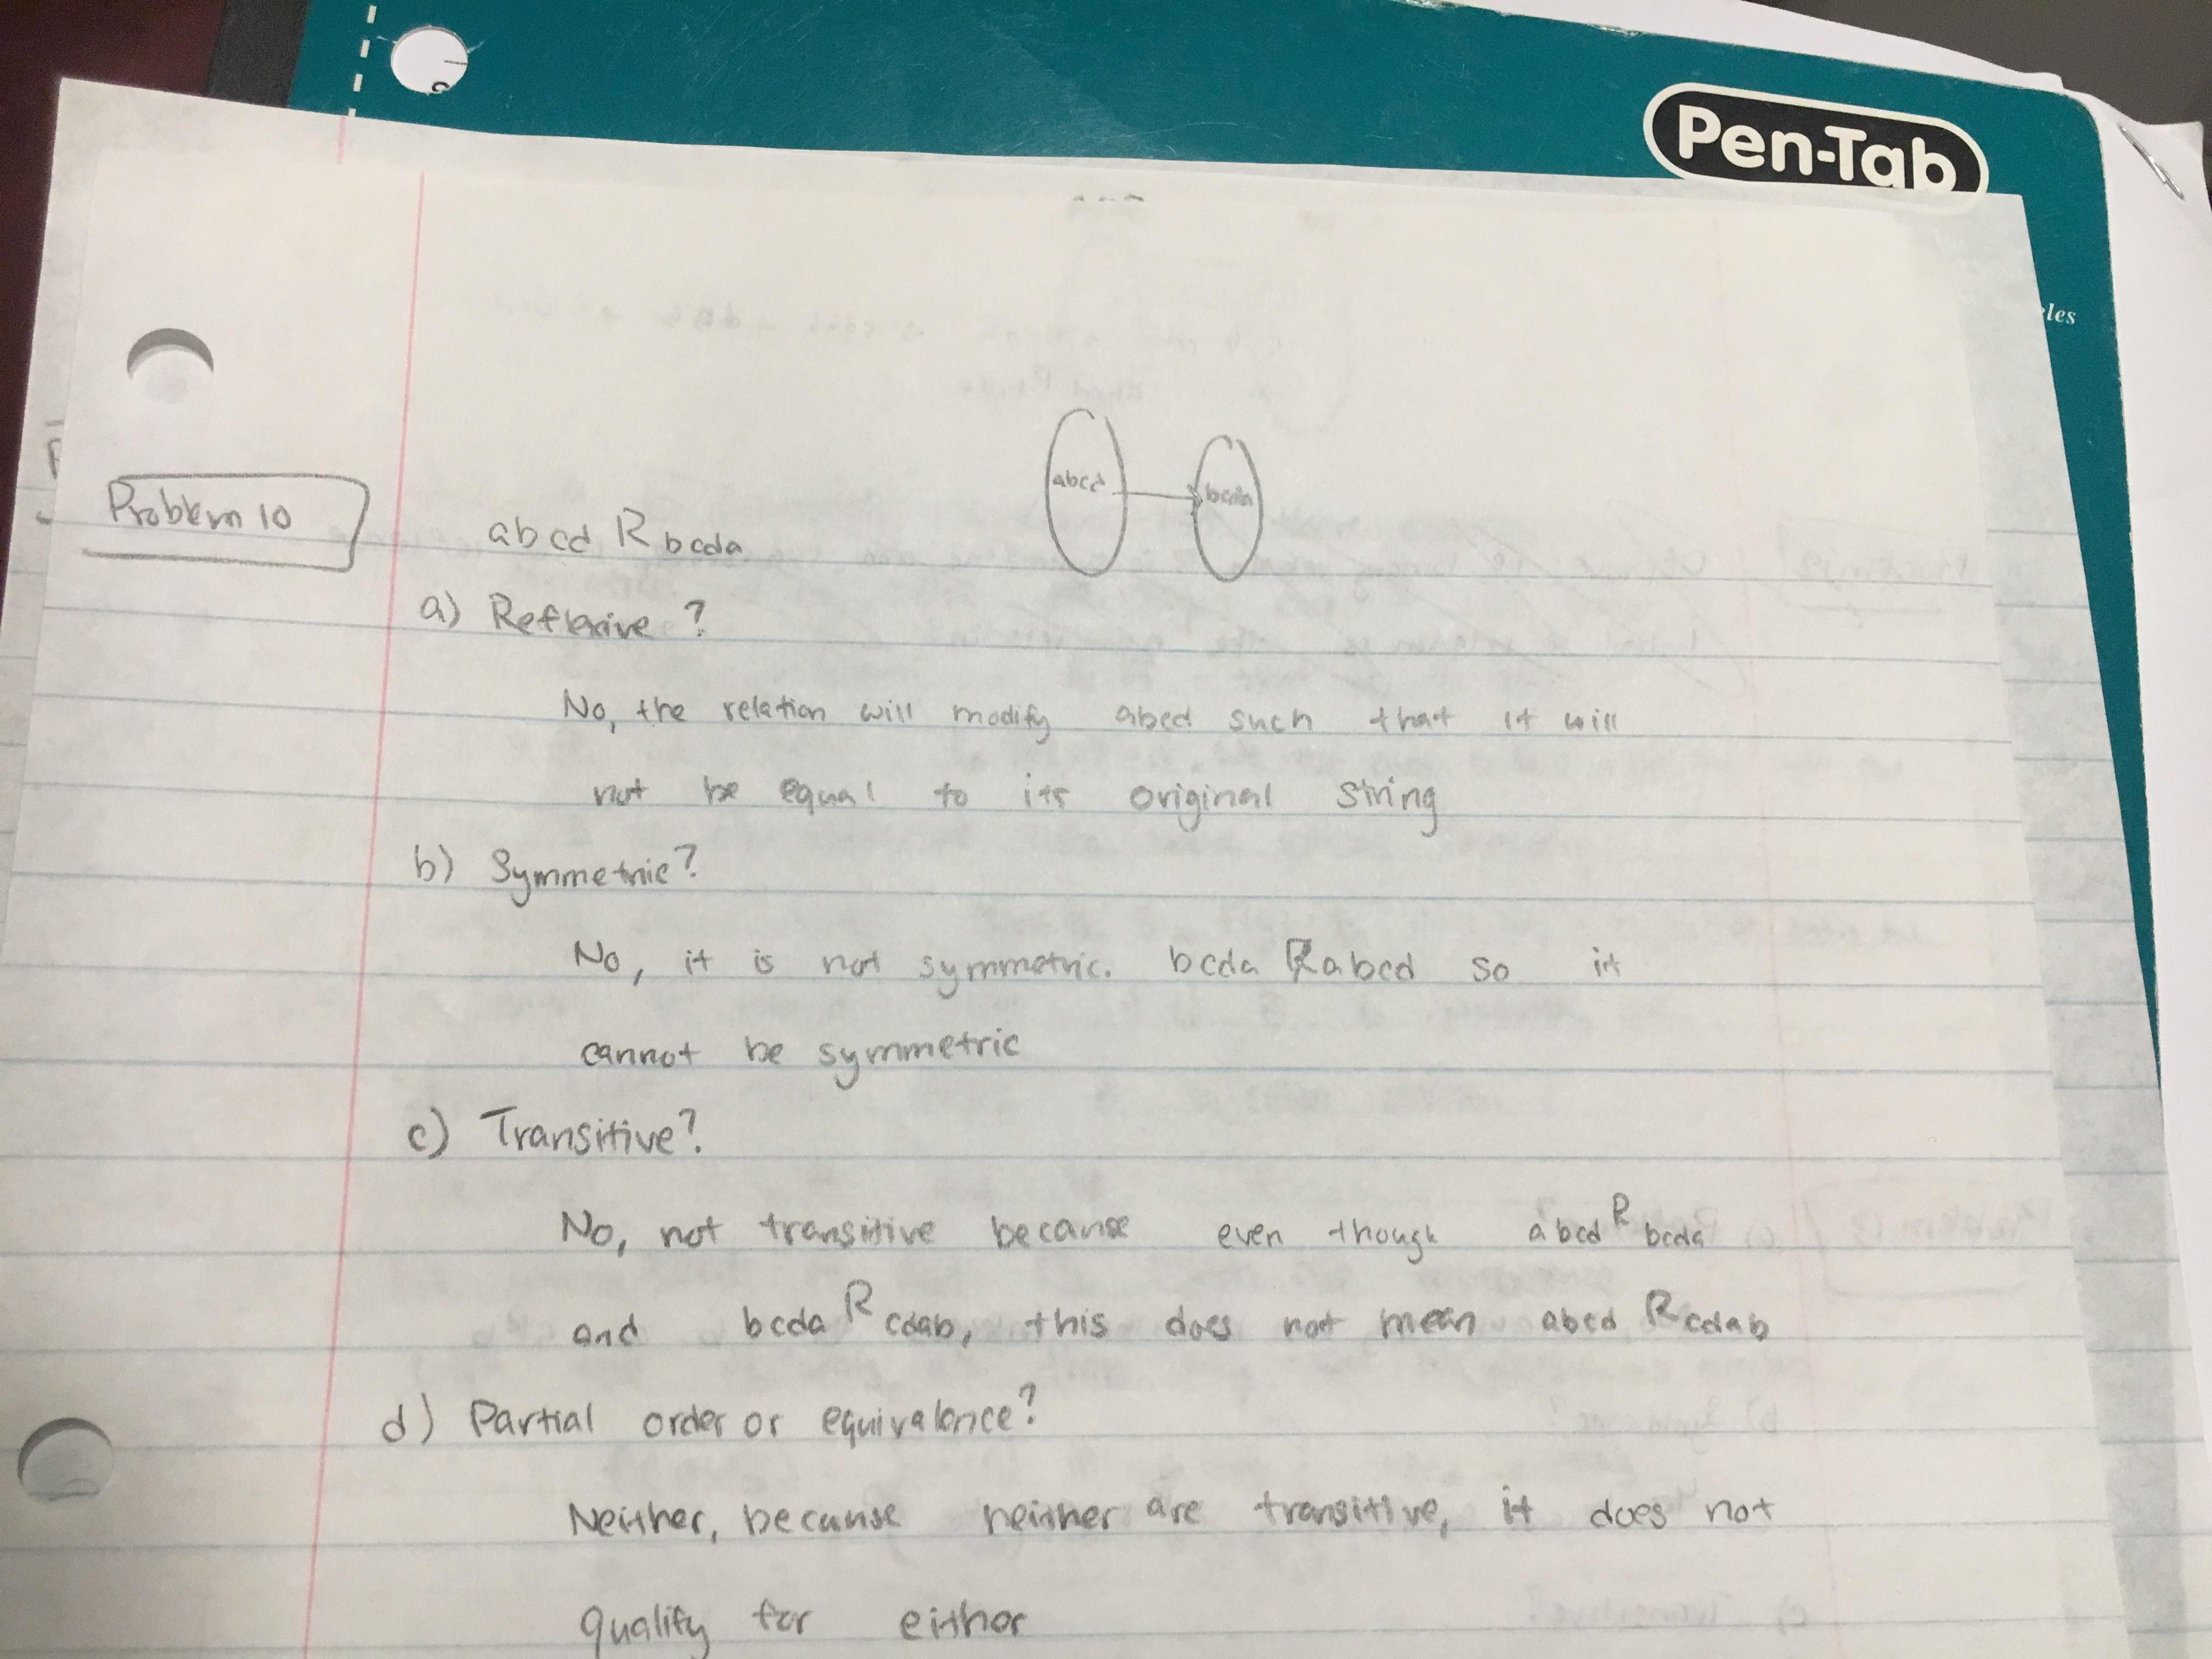 Pen-Tab
les
abcd bcda
Problem 10
abcd R bcda
a) Reflexive?
No, the relation will modify abcd such that it will
not be equal to its original string
b) Symmetric?
No, it is not symmetric. bcda R̸ abcd so it
cannot be symmetric
c) Transitive?
No, not transitive because even though abcd R bcda
and bcda R cdab, this does not mean abcd R cdab
d) Partial order or equivalence?
Neither, because neither are transitive, it does not
qualify for either